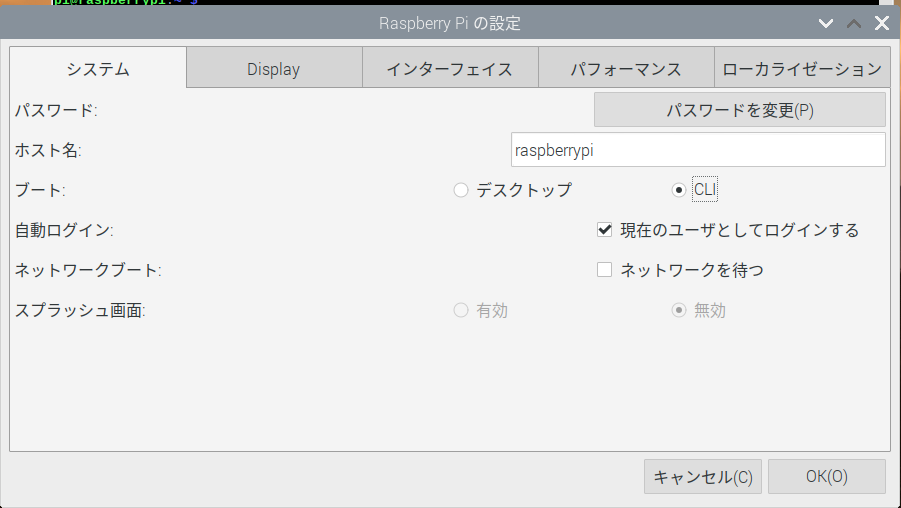 pi@raspberrypi:~ $
Raspberry Pi の設定
システム Display インターフェイス パフォーマンス ローカライゼーション
パスワード: パスワードを変更(P)
ホスト名: raspberrypi
ブート: デスクトップ CLI
自動ログイン: 現在のユーザとしてログインする
ネットワークブート: ネットワークを待つ
スプラッシュ画面: 有効 無効
キャンセル(C) OK(O)